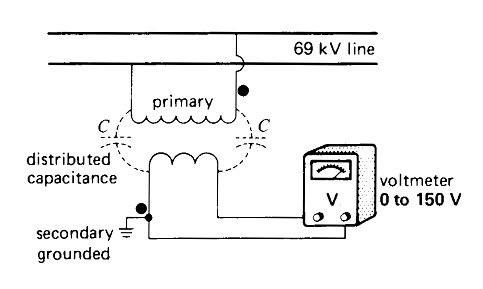 69 kV line
primary
C
C
distributed
capacitance
V
voltmeter
0 to 150 V
secondary
grounded